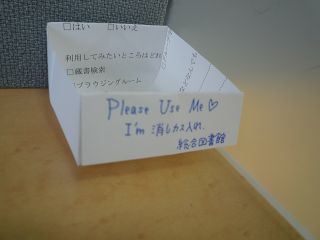 □はい □いいえ
利用してみたいところはどれ
□蔵書検索
□ブラウジングルーム
Please Use Me♡
I'm 消しカス入れ.
総合図書館